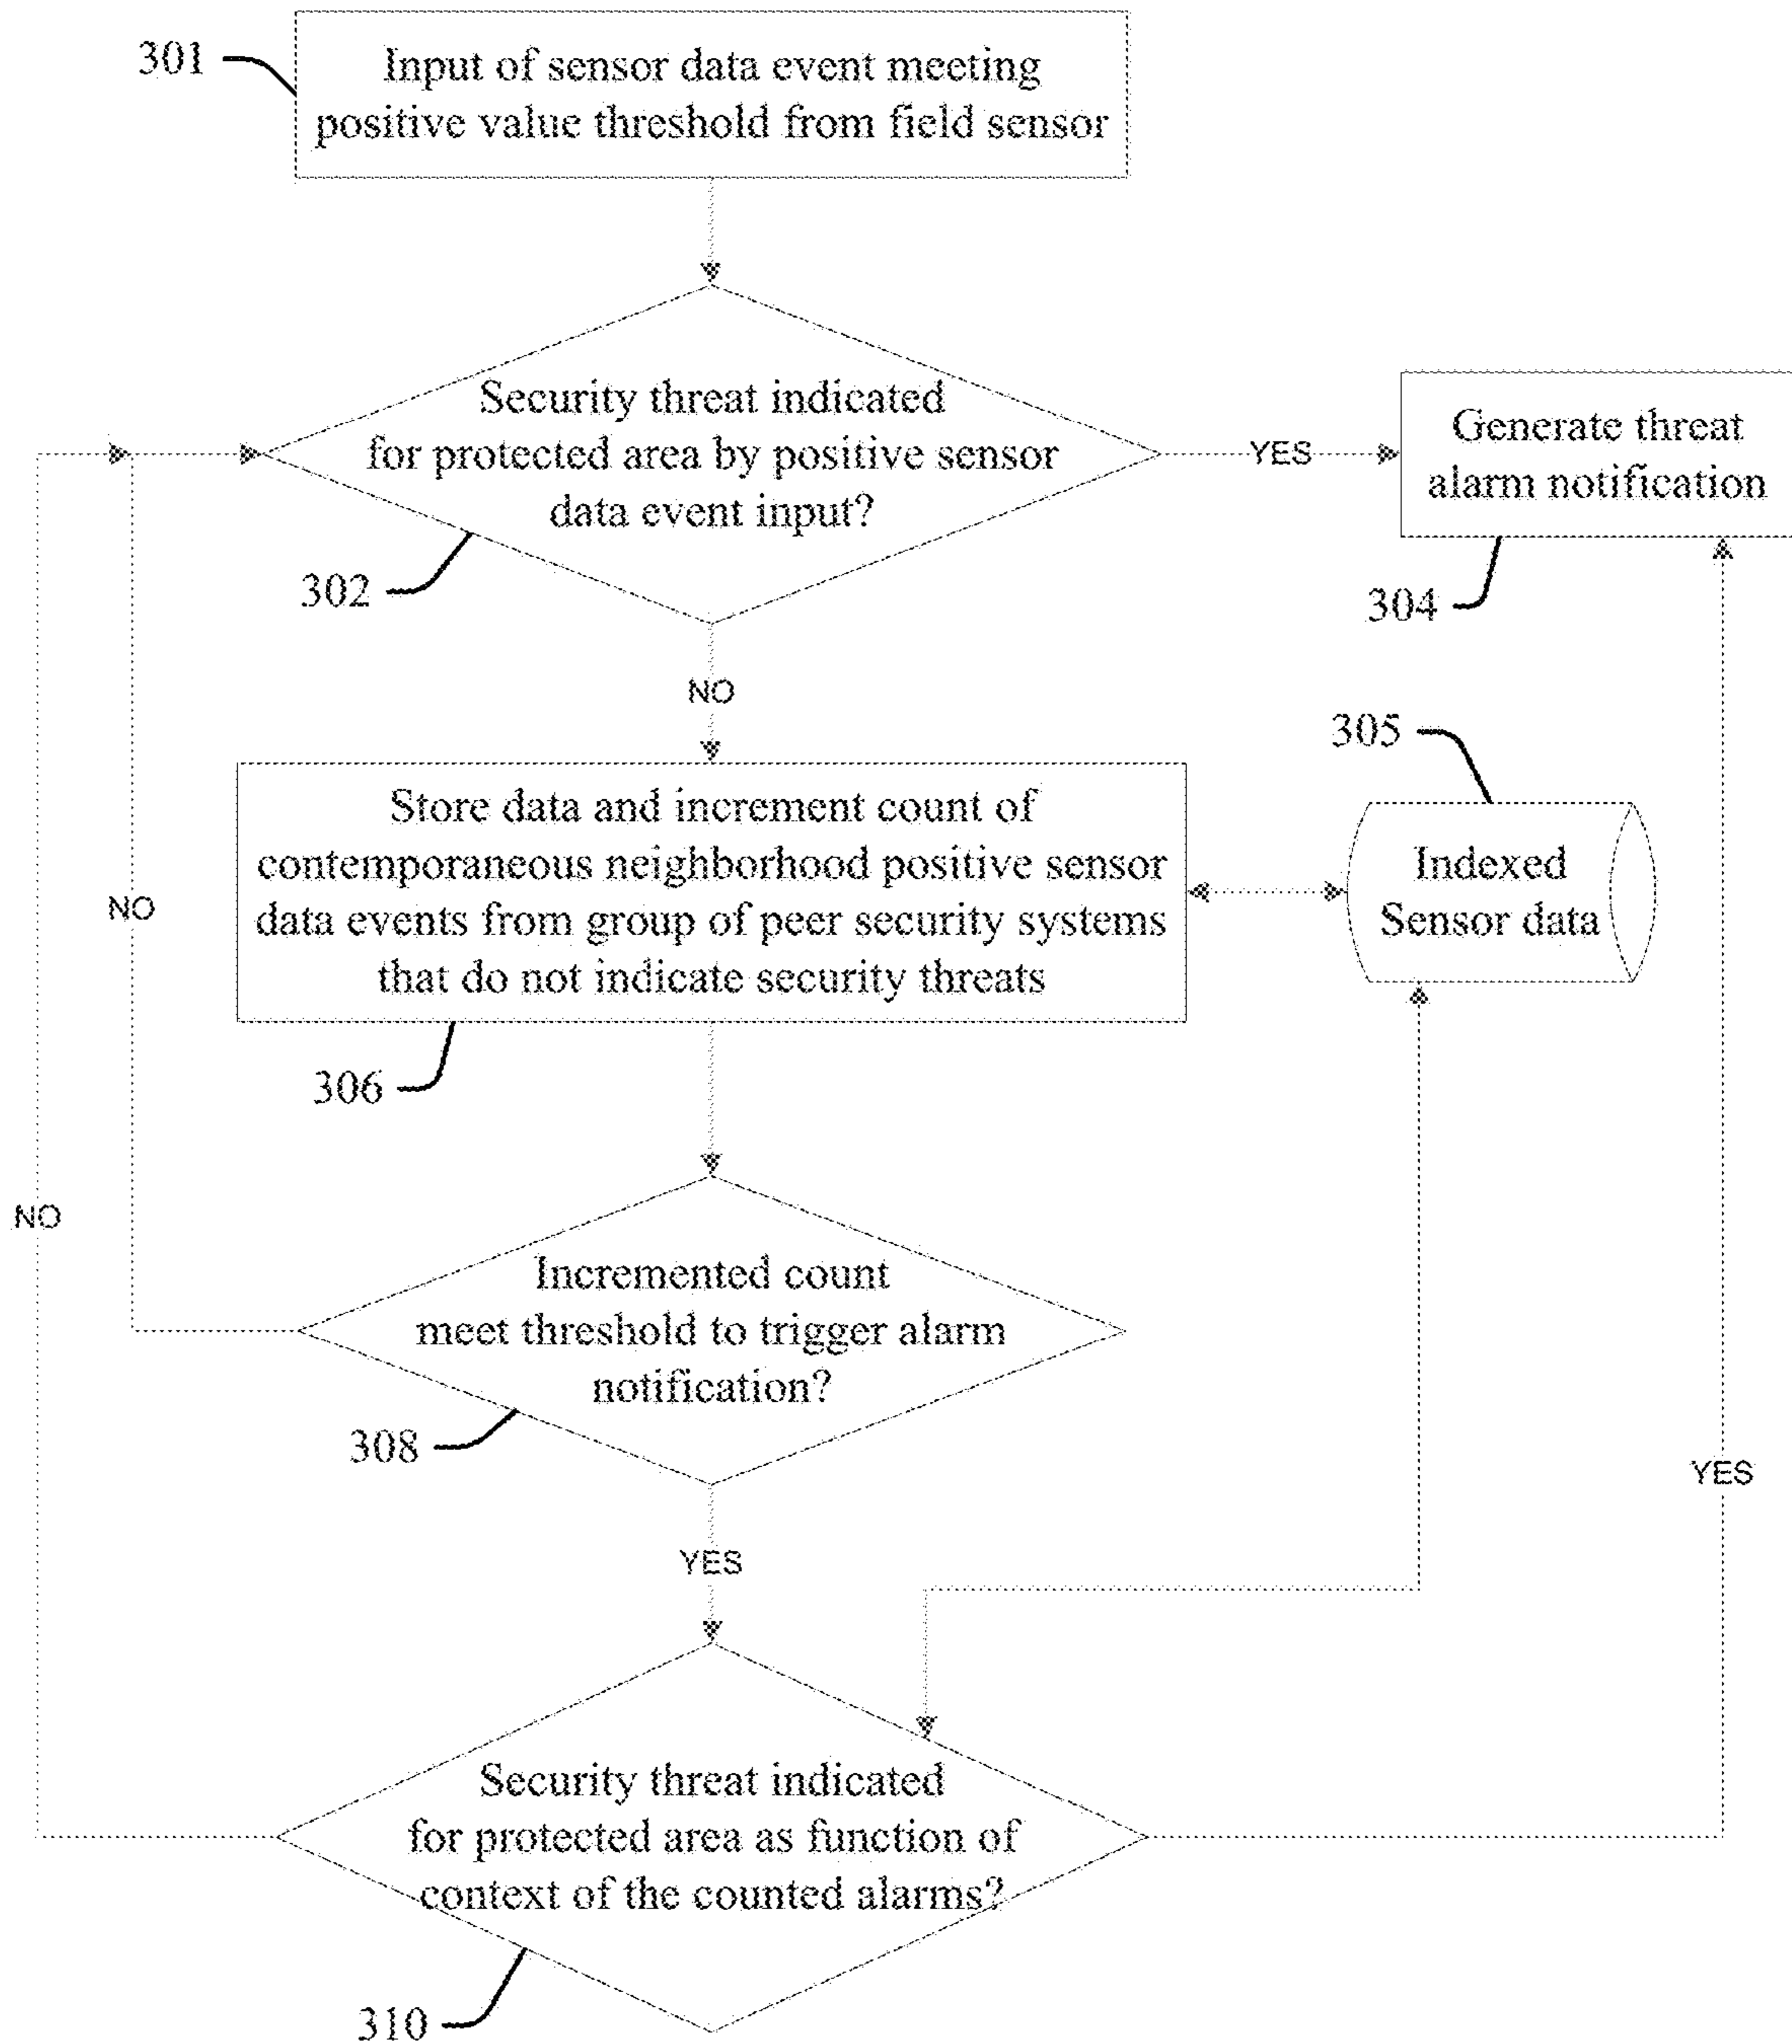 301
Input of sensor data event meeting
positive value threshold from field sensor
Security threat indicated
for protected area by positive sensor
data event input?
302
YES
Generate threat
alarm notification
304
NO
305
Store data and increment count of
contemporaneous neighborhood positive sensor
data events from group of peer security systems
that do not indicate security threats
306
Indexed
Sensor data
NO
NO
Incremented count
meet threshold to trigger alarm
notification?
308
YES
YES
Security threat indicated
for protected area as function of
context of the counted alarms?
310